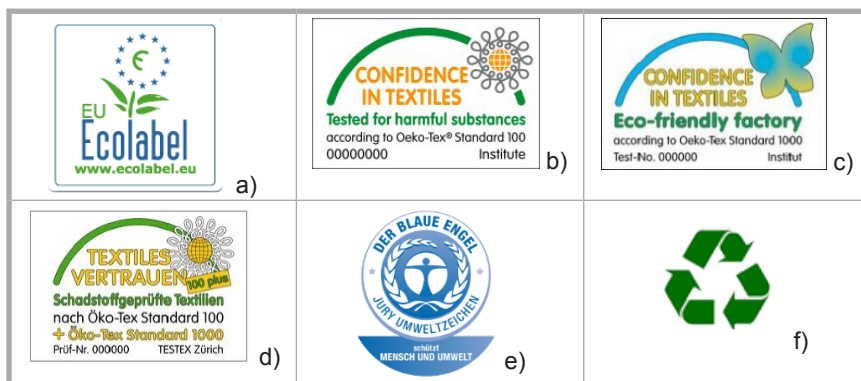 EU
Ecolabel
www.ecolabel.eu
a)
CONFIDENCE
IN TEXTILES
Tested for harmful substances
according to Oeko-Tex® Standard 100
00000000 Institute
b)
CONFIDENCE
IN TEXTILES
Eco-friendly factory
according to Oeko-Tex Standard 1000
Test-No. 000000 Institut
c)
TEXTILES
VERTRAUEN
100 plus
Schadstoffgeprüfte Textilien
nach Öko-Tex Standard 100
+ Öko-Tex Standard 1000
Prüf-Nr. 000000 TESTEX Zürich
d)
DER BLAUE ENGEL
JURY UMWELTZEICHEN
schützt
MENSCH UND UMWELT
e)
f)